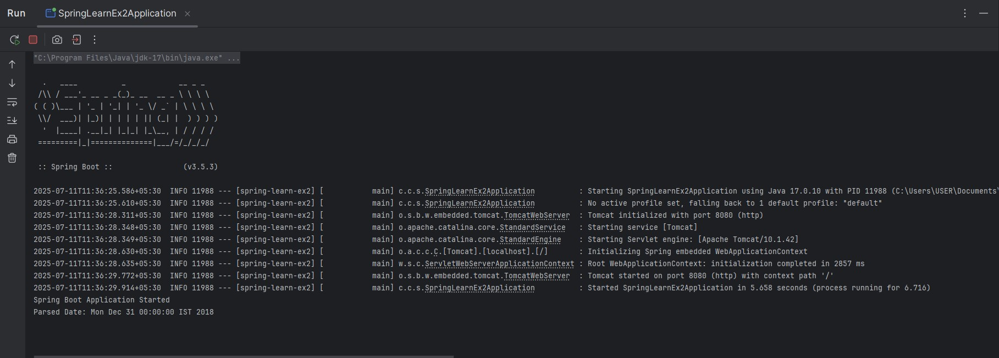 Run SpringLearnEx2Application
"C:\Program Files\Java\jdk-17\bin\java.exe" ...
  .   ____          _            __ _ _
 /\\ / ___'_ __ _ _(_)_ __  __ _ \ \ \ \
( ( )\___ | '_ | '_| | '_ \/ _` | \ \ \ \
 \\/  ___)| |_)| | | | | || (_| |  ) ) ) )
  '  |____| .__|_| |_|_| |_\__, | / / / /
 =========|_|==============|___/=/_/_/_/
 :: Spring Boot ::                (v3.5.3)
2025-07-11T11:36:25.586+05:30  INFO 11988 --- [spring-learn-ex2] [           main] c.c.s.SpringLearnEx2Application          : Starting SpringLearnEx2Application using Java 17.0.10 with PID 11988 (C:\Users\USER\Documents\
2025-07-11T11:36:25.610+05:30  INFO 11988 --- [spring-learn-ex2] [           main] c.c.s.SpringLearnEx2Application          : No active profile set, falling back to 1 default profile: "default"
2025-07-11T11:36:28.311+05:30  INFO 11988 --- [spring-learn-ex2] [           main] o.s.b.w.embedded.tomcat.TomcatWebServer  : Tomcat initialized with port 8080 (http)
2025-07-11T11:36:28.348+05:30  INFO 11988 --- [spring-learn-ex2] [           main] o.apache.catalina.core.StandardService   : Starting service [Tomcat]
2025-07-11T11:36:28.349+05:30  INFO 11988 --- [spring-learn-ex2] [           main] o.apache.catalina.core.StandardEngine    : Starting Servlet engine: [Apache Tomcat/10.1.42]
2025-07-11T11:36:28.630+05:30  INFO 11988 --- [spring-learn-ex2] [           main] o.a.c.c.C.[Tomcat].[localhost].[/]       : Initializing Spring embedded WebApplicationContext
2025-07-11T11:36:28.635+05:30  INFO 11988 --- [spring-learn-ex2] [           main] w.s.c.ServletWebServerApplicationContext : Root WebApplicationContext: initialization completed in 2857 ms
2025-07-11T11:36:29.772+05:30  INFO 11988 --- [spring-learn-ex2] [           main] o.s.b.w.embedded.tomcat.TomcatWebServer  : Tomcat started on port 8080 (http) with context path '/'
2025-07-11T11:36:29.914+05:30  INFO 11988 --- [spring-learn-ex2] [           main] c.c.s.SpringLearnEx2Application          : Started SpringLearnEx2Application in 5.658 seconds (process running for 6.716)
Spring Boot Application Started
Parsed Date: Mon Dec 31 00:00:00 IST 2018